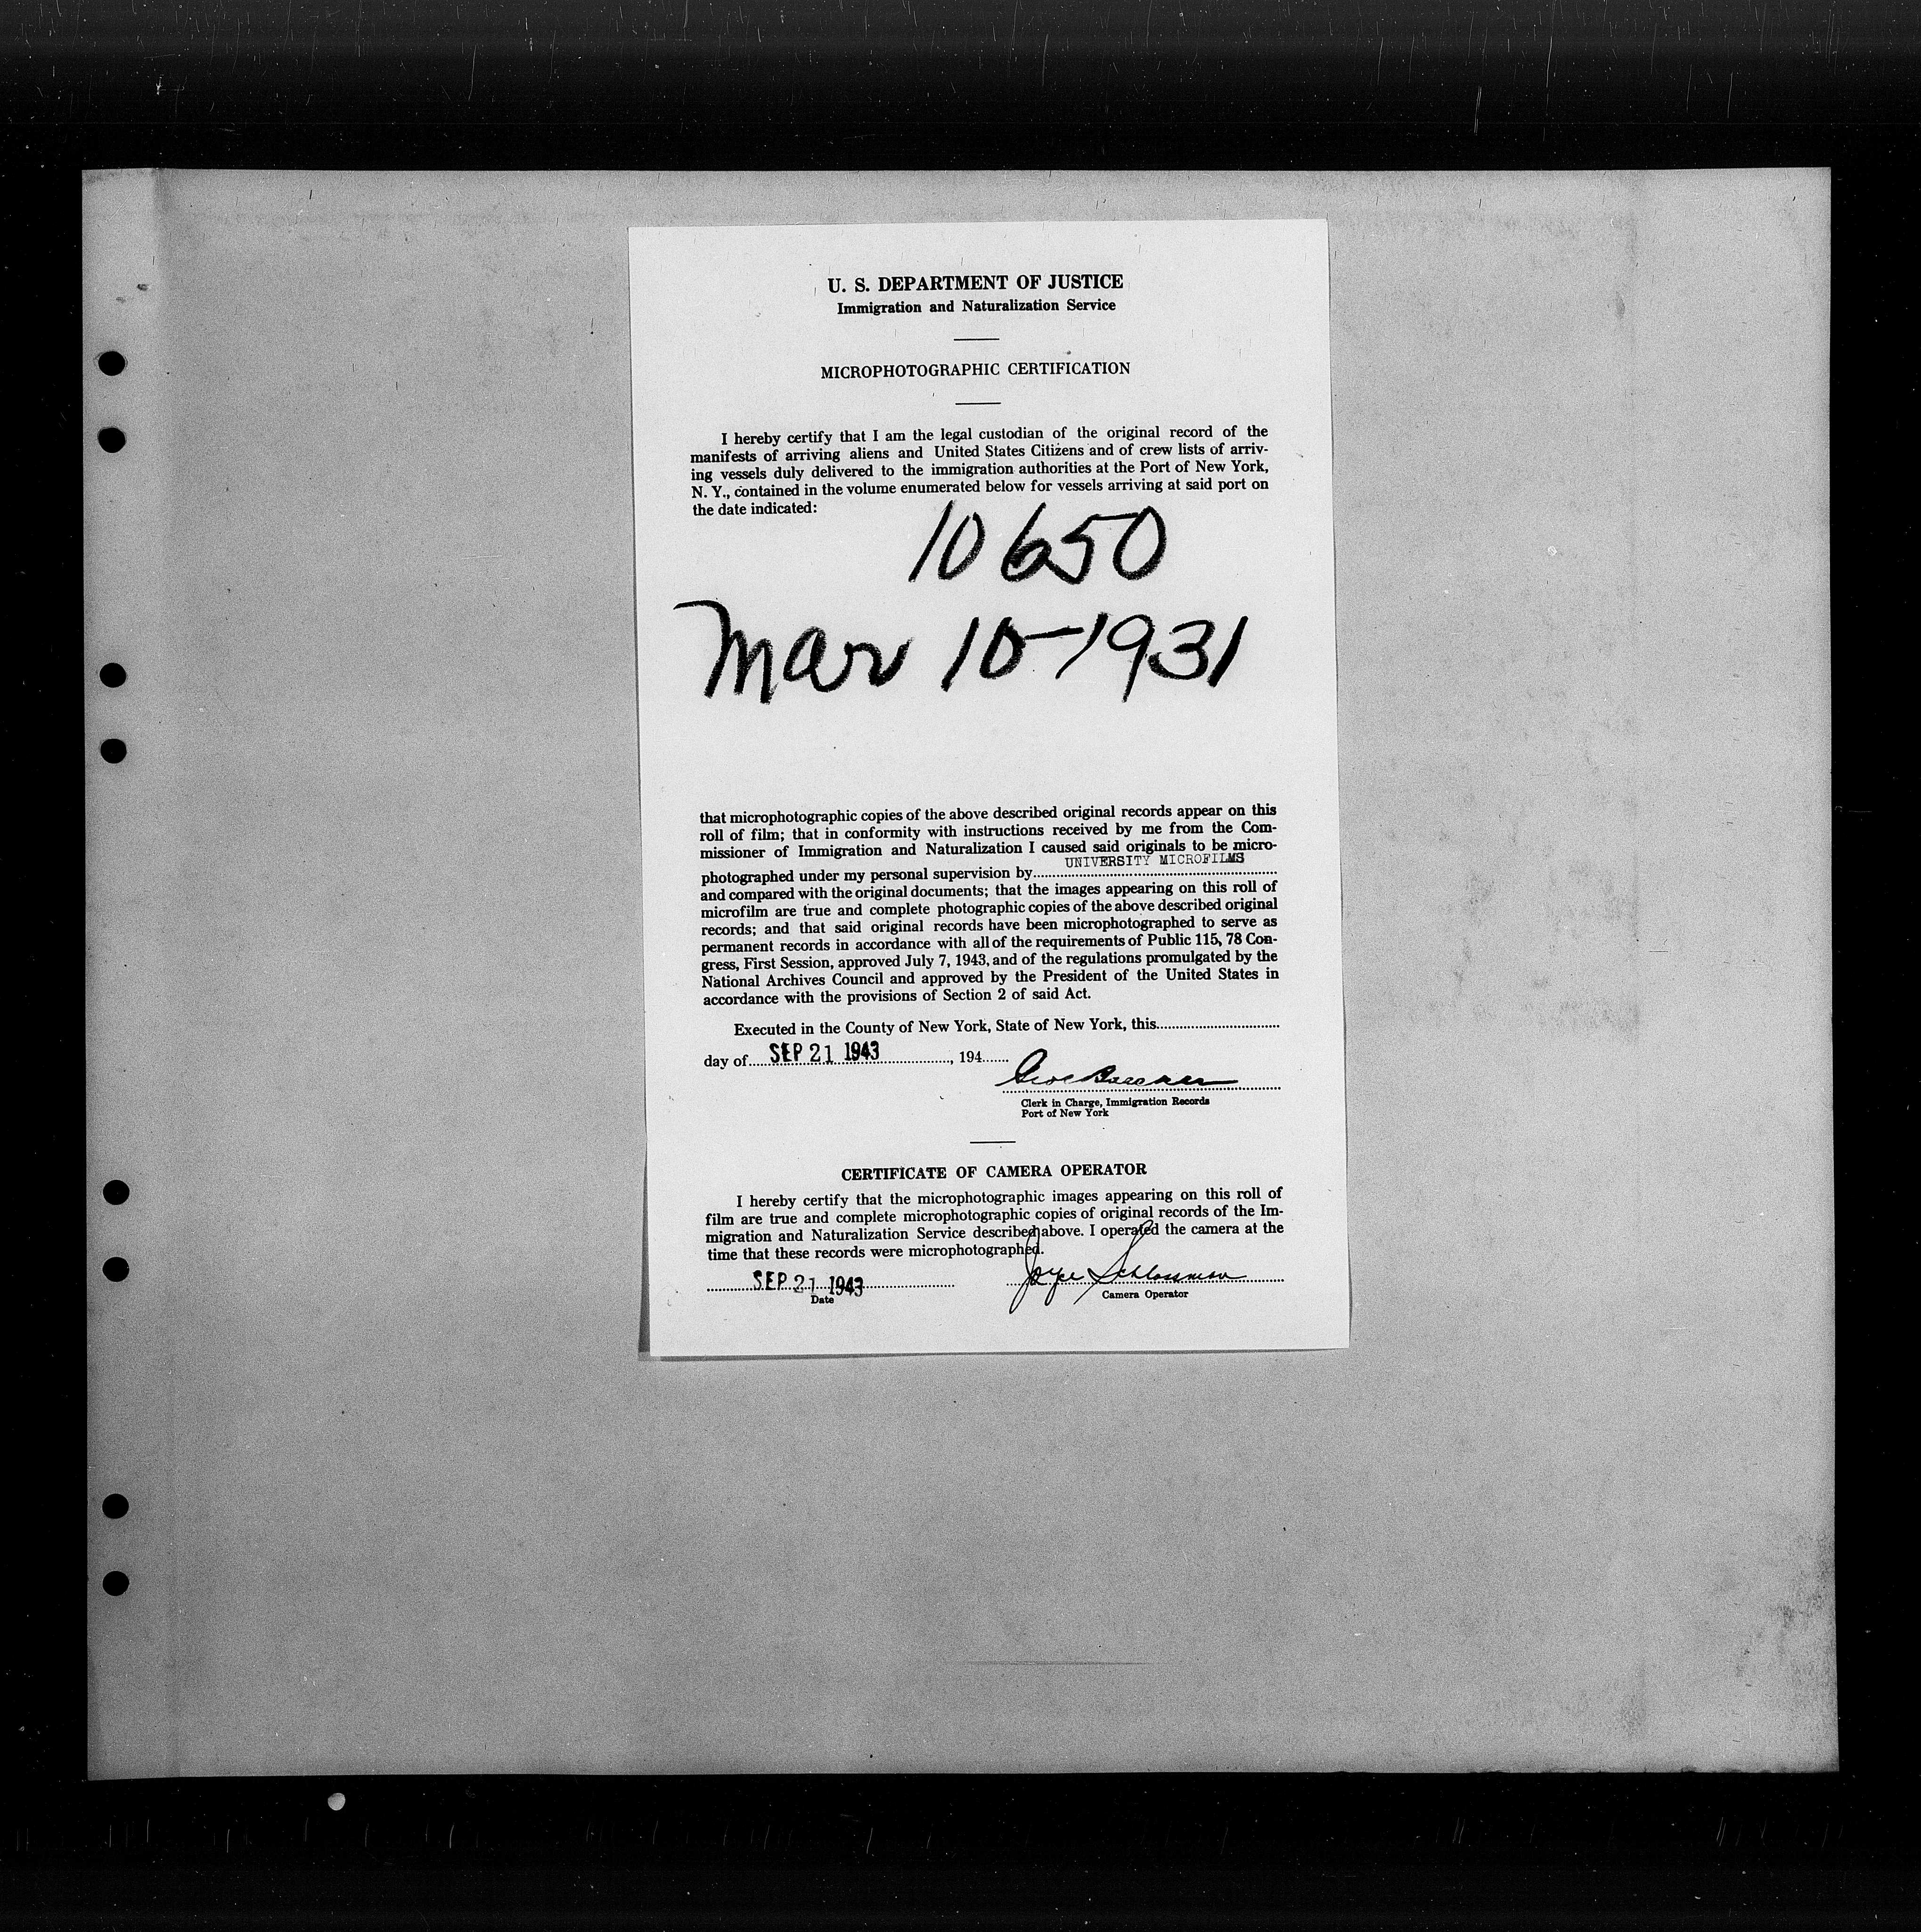 U. S. DEPARTMENT OF JUSTICE
Immigration and Naturalization Service
MICROPHOTOGRAPHIC CERTIFICATION
I hereby certify that I am the legal custodian of the original record of the
manifests of arriving aliens and United States Citizens and of crew lists of arriv-
ing vessels duly delivered to the immigration authorities at the Port of New York,
N. Y., contained in the volume enumerated below for vessels arriving at said port on
the date indicated:
10650
Mar 10-1931
that microphotographic copies of the above described original records appear on this
roll of film; that in conformity with instructions received by me from the Com-
missioner of Immigration and Naturalization I caused said originals to be micro-
UNIVERSITY MICROFILMS
photographed under my personal supervision by
and compared with the original documents; that the images appearing on this roll of
microfilm are true and complete photographic copies of the above described original
records; and that said original records have been microphotographed to serve as
permanent records in accordance with all of the requirements of Public 115, 78 Con-
gress, First Session, approved July 7, 1943, and of the regulations promulgated by the
National Archives Council and approved by the President of the United States in
accordance with the provisions of Section 2 of said Act.
Executed in the County of New York, State of New York, this
day of SEP 21 1943, 194
Clerk in Charge, Immigration Records
Port of New York
CERTIFICATE OF CAMERA OPERATOR
I hereby certify that the microphotographic images appearing on this roll of
film are true and complete microphotographic copies of original records of the Im-
migration and Naturalization Service described above. I operated the camera at the
time that these records were microphotographed.
SEP 21 1943 Joyce Schlossman
Date Camera Operator